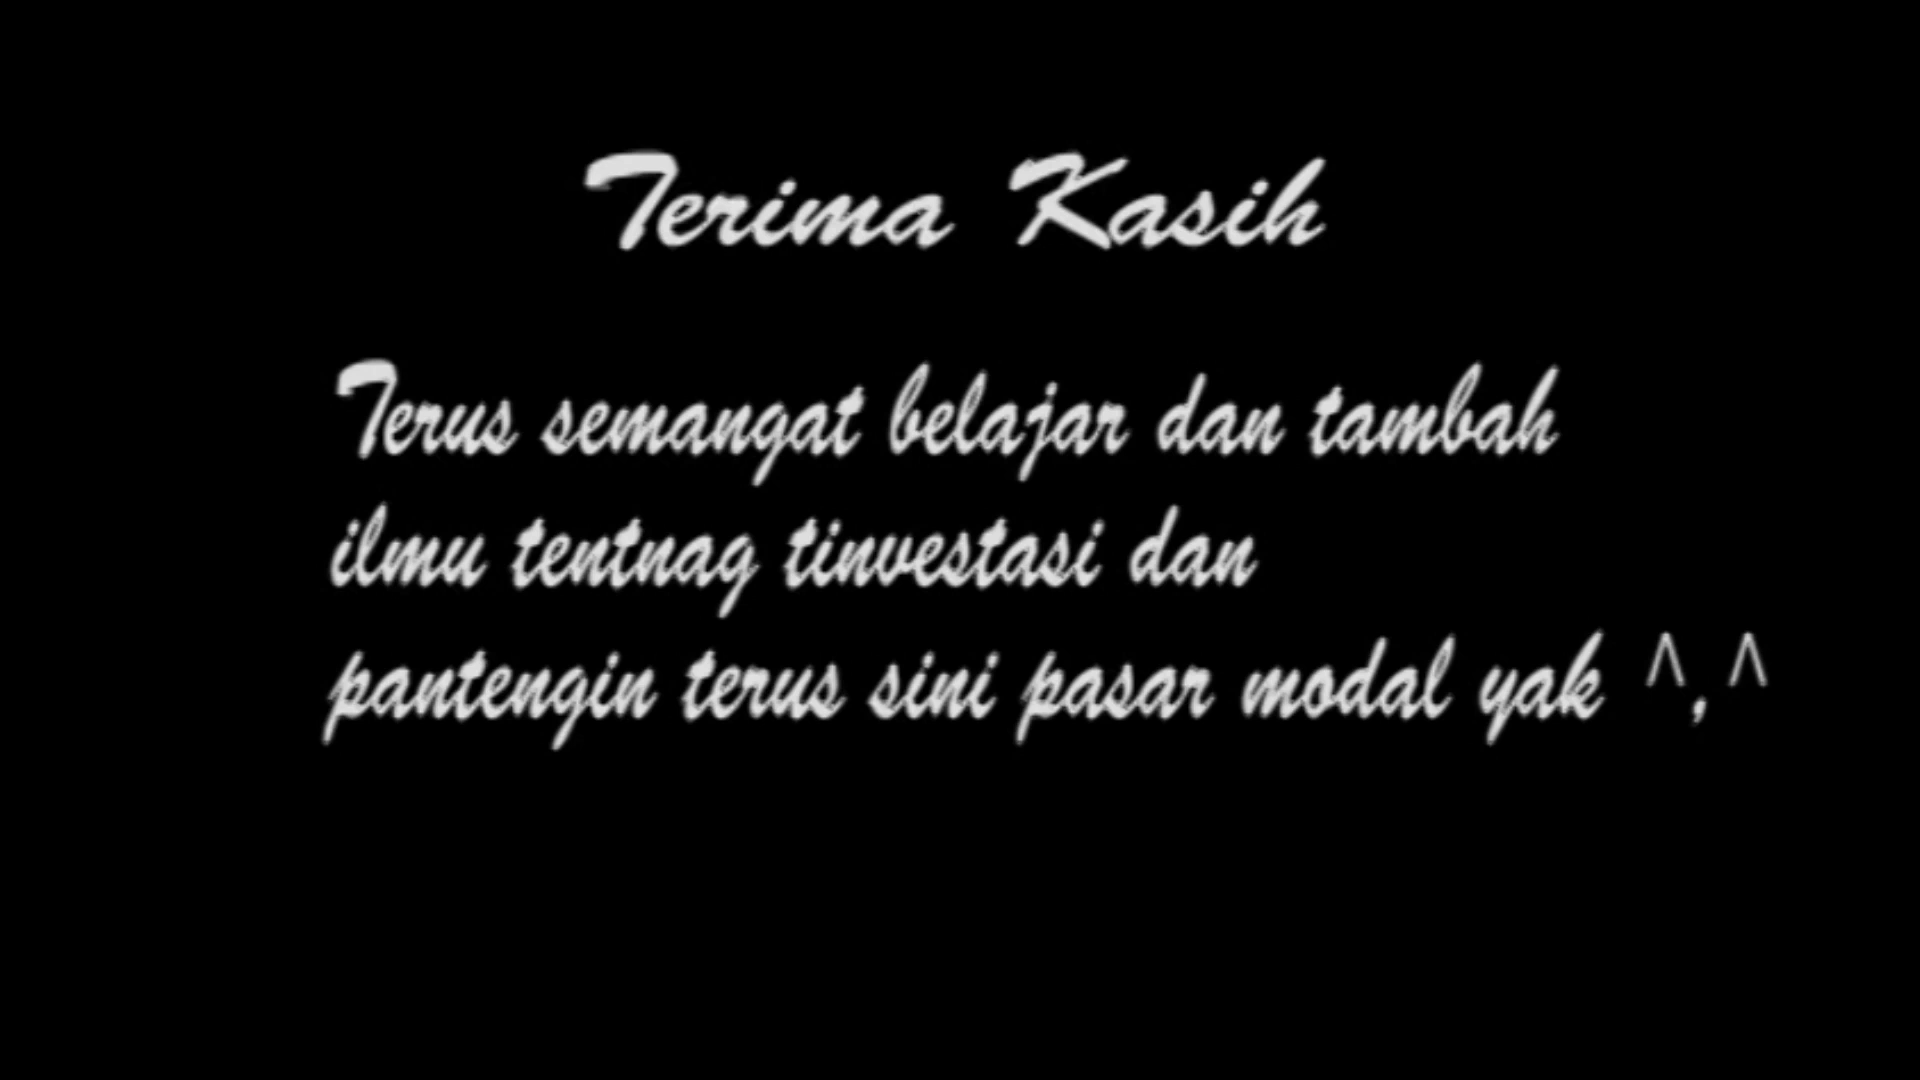 Terima Kasih
Terus semangat belajar dan tambah
ilmu tentnag tinvestasi dan
pantengin terus sini pasar modal yak ^,^